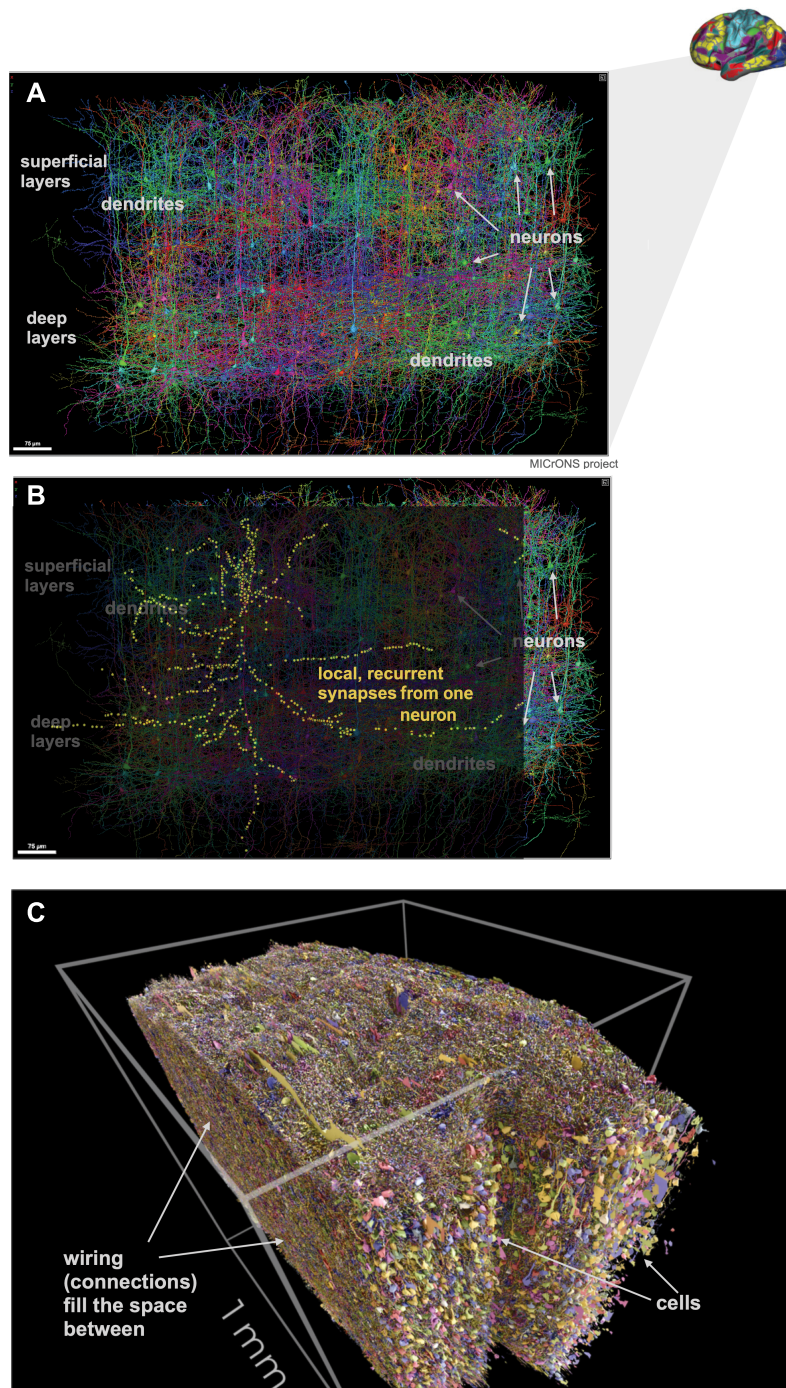 A
superficial
layers
dendrites
neurons
deep
layers
dendrites
75 µm
MICrONS project
B
superficial
layers
dendrites
neurons
local, recurrent
synapses from one
neuron
deep
layers
dendrites
75 µm
C
wiring
(connections)
fill the space
between
cells
1 mm